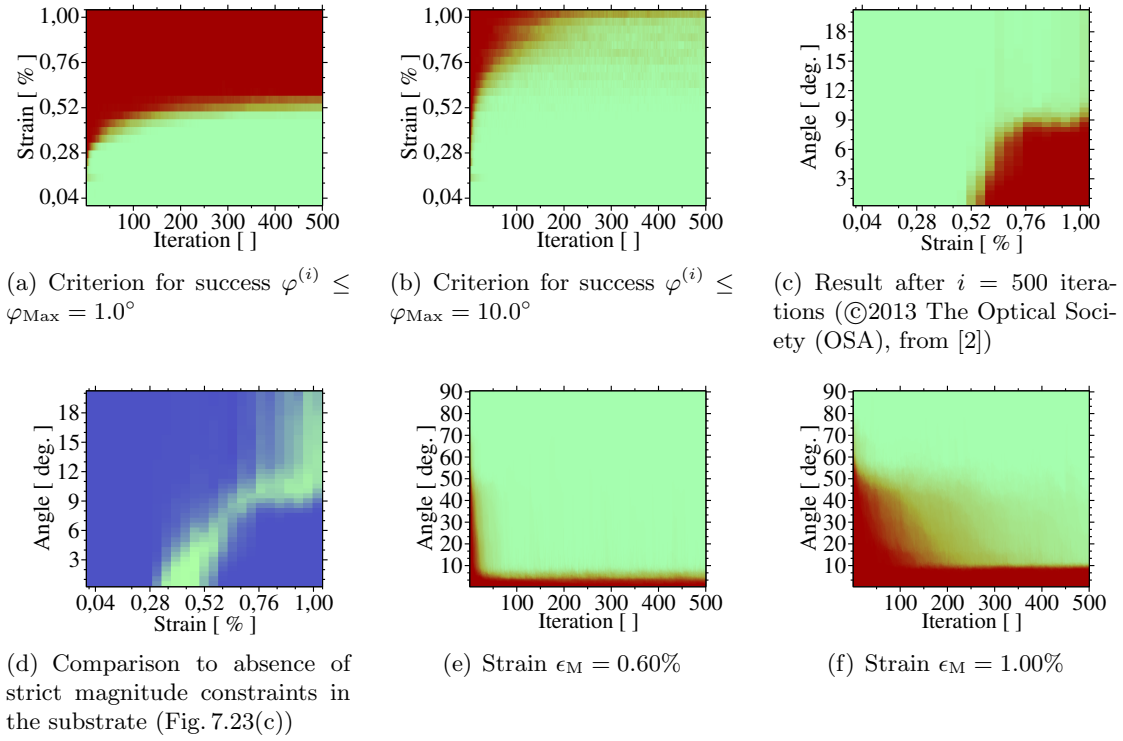 1,00
0,76
0,52
0,28
0,04
Strain [ % ]
100 200 300 400 500
Iteration [ ]
(a) Criterion for success φ(i) ≤
φMax = 1.0°
1,00
0,76
0,52
0,28
0,04
Strain [ % ]
100 200 300 400 500
Iteration [ ]
(b) Criterion for success φ(i) ≤
φMax = 10.0°
18
15
12
9
6
3
Angle [ deg. ]
0,04 0,28 0,52 0,76 1,00
Strain [ % ]
(c) Result after i = 500 itera-
tions (©2013 The Optical Soci-
ety (OSA), from [2])
18
15
12
9
6
3
Angle [ deg. ]
0,04 0,28 0,52 0,76 1,00
Strain [ % ]
(d) Comparison to absence of
strict magnitude constraints in
the substrate (Fig. 7.23(c))
90
80
70
60
50
40
30
20
10
Angle [ deg. ]
100 200 300 400 500
Iteration [ ]
(e) Strain ϵM = 0.60%
90
80
70
60
50
40
30
20
10
Angle [ deg. ]
100 200 300 400 500
Iteration [ ]
(f) Strain ϵM = 1.00%